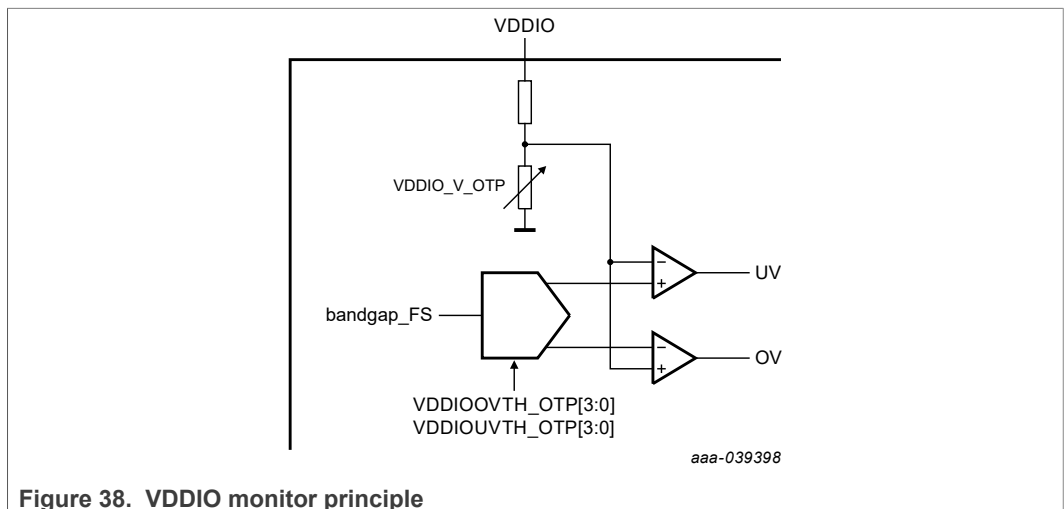 VDDIO
VDDIO_V_OTP
−
+
UV
bandgap_FS
−
+
OV
VDDIOOVTH_OTP[3:0]
VDDIOUVTH_OTP[3:0]
aaa-039398
Figure 38. VDDIO monitor principle